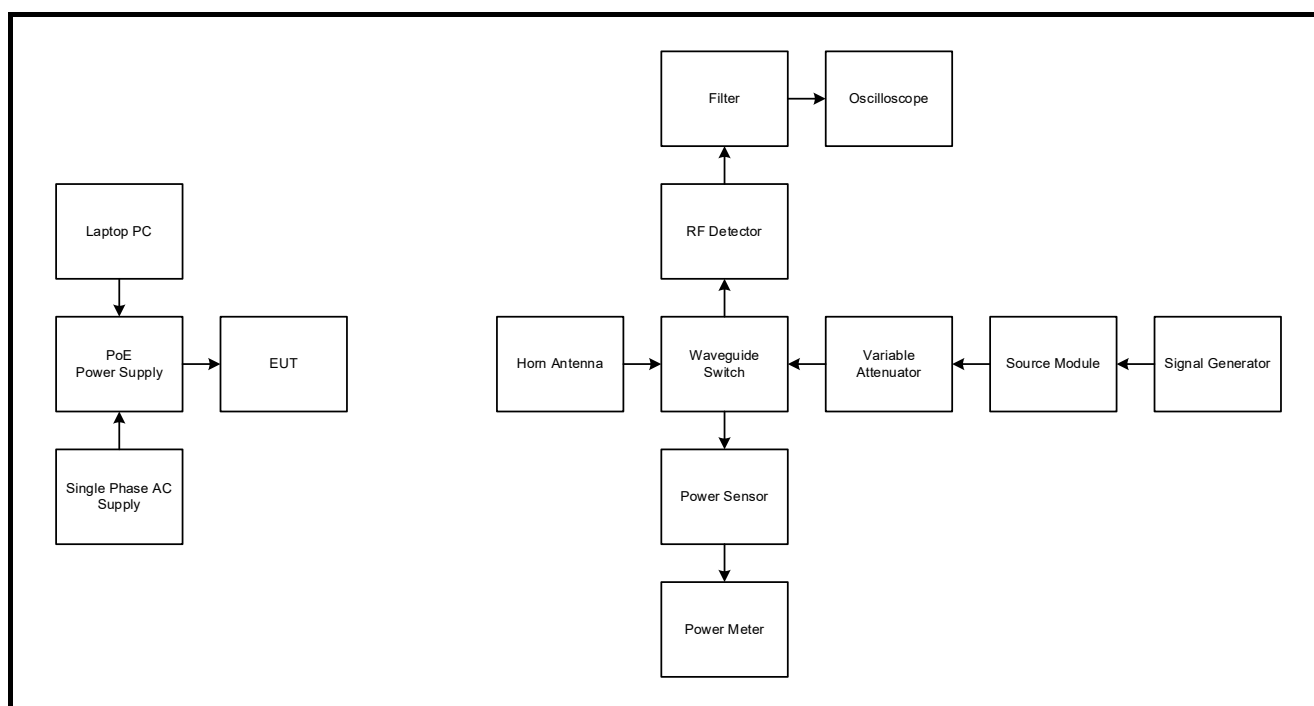 Filter
Oscilloscope
Laptop PC
RF Detector
PoE
Power Supply
EUT
Horn Antenna
Waveguide
Switch
Variable
Attenuator
Source Module
Signal Generator
Single Phase AC
Supply
Power Sensor
Power Meter